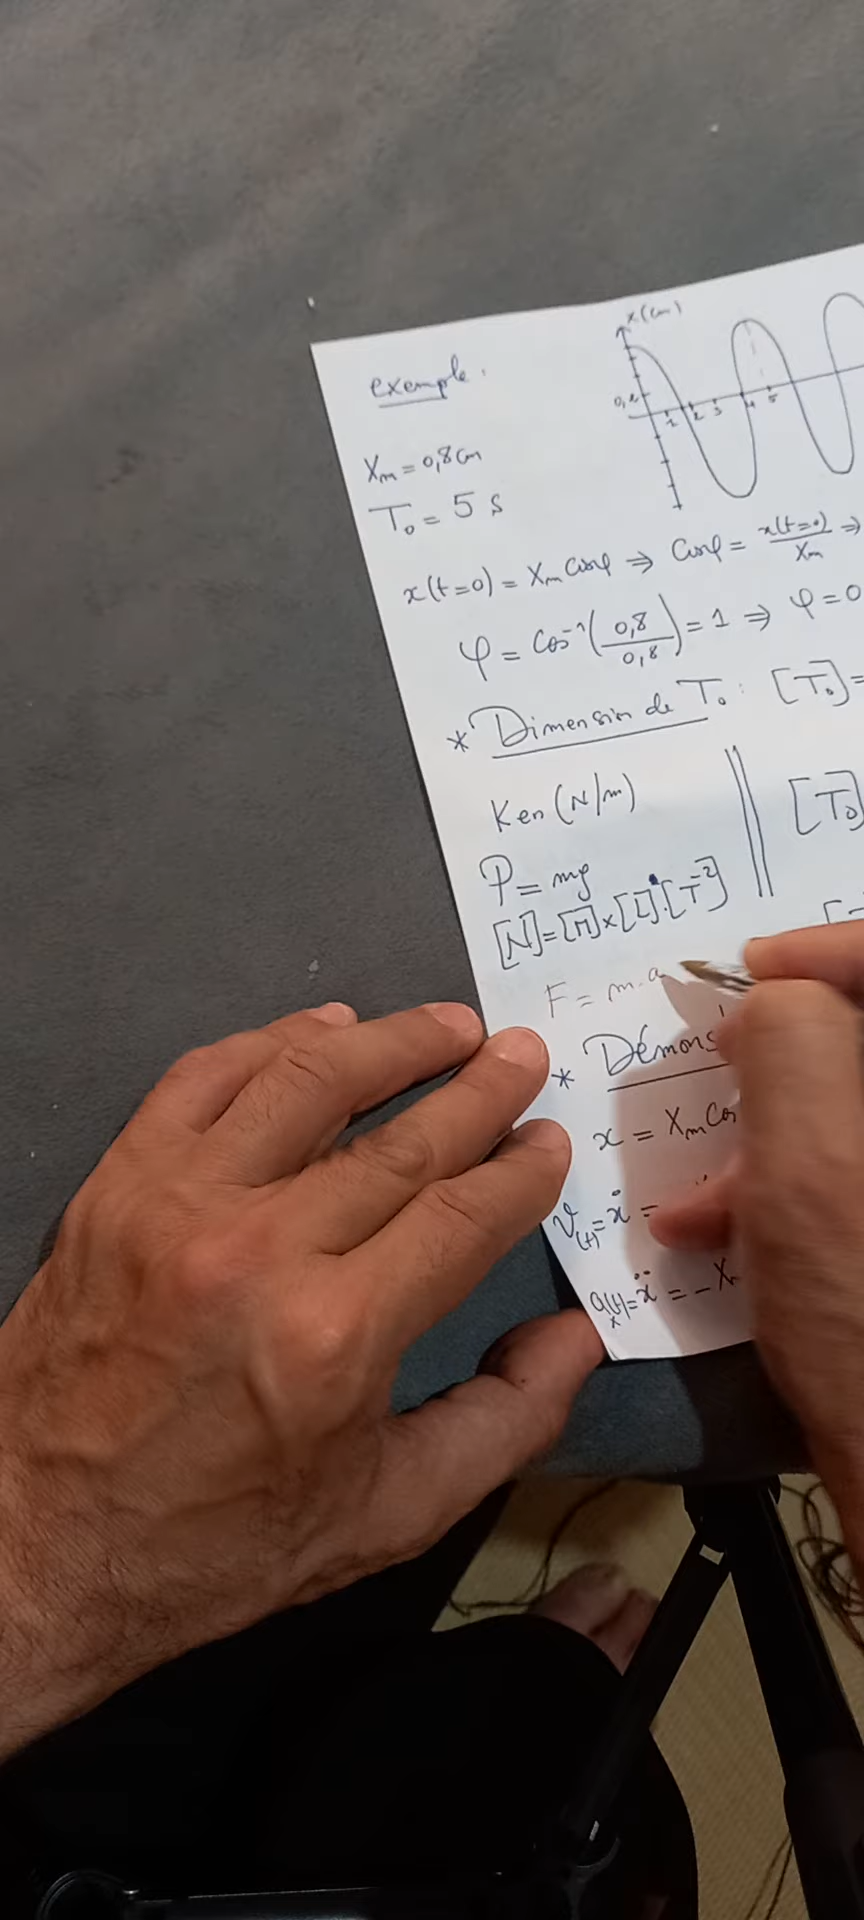 x(cm)
exemple:
0,2
1 2 3 4 5
Xm = 0,8 cm
T₀ = 5 s
x(t=0) = Xm Cosφ ⇒ Cosφ = x(t=0)/Xm ⇒
φ = Cos⁻¹(0,8/0,8) = 1 ⇒ φ=0
* Dimension de T₀ : [T₀] =
K en (N/m)
[T₀]
P = mg
[N] = [M] × [L] . [T⁻²]
F = m.a
* Démons
x = Xm Cos
V(t) = ẋ =
a(t) = ẍ = - X
x